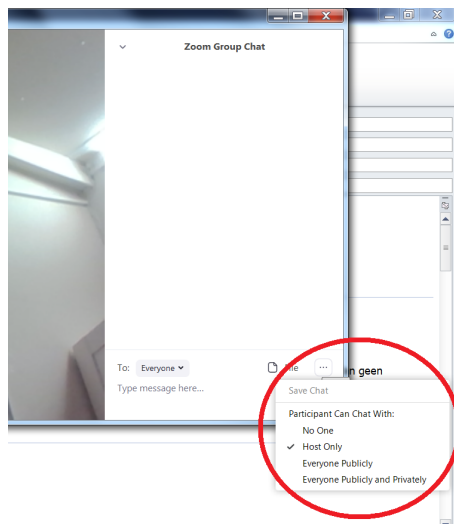 Zoom Group Chat
To: Everyone
Type message here...
n geen
Save Chat
Participant Can Chat With:
No One
Host Only
Everyone Publicly
Everyone Publicly and Privately